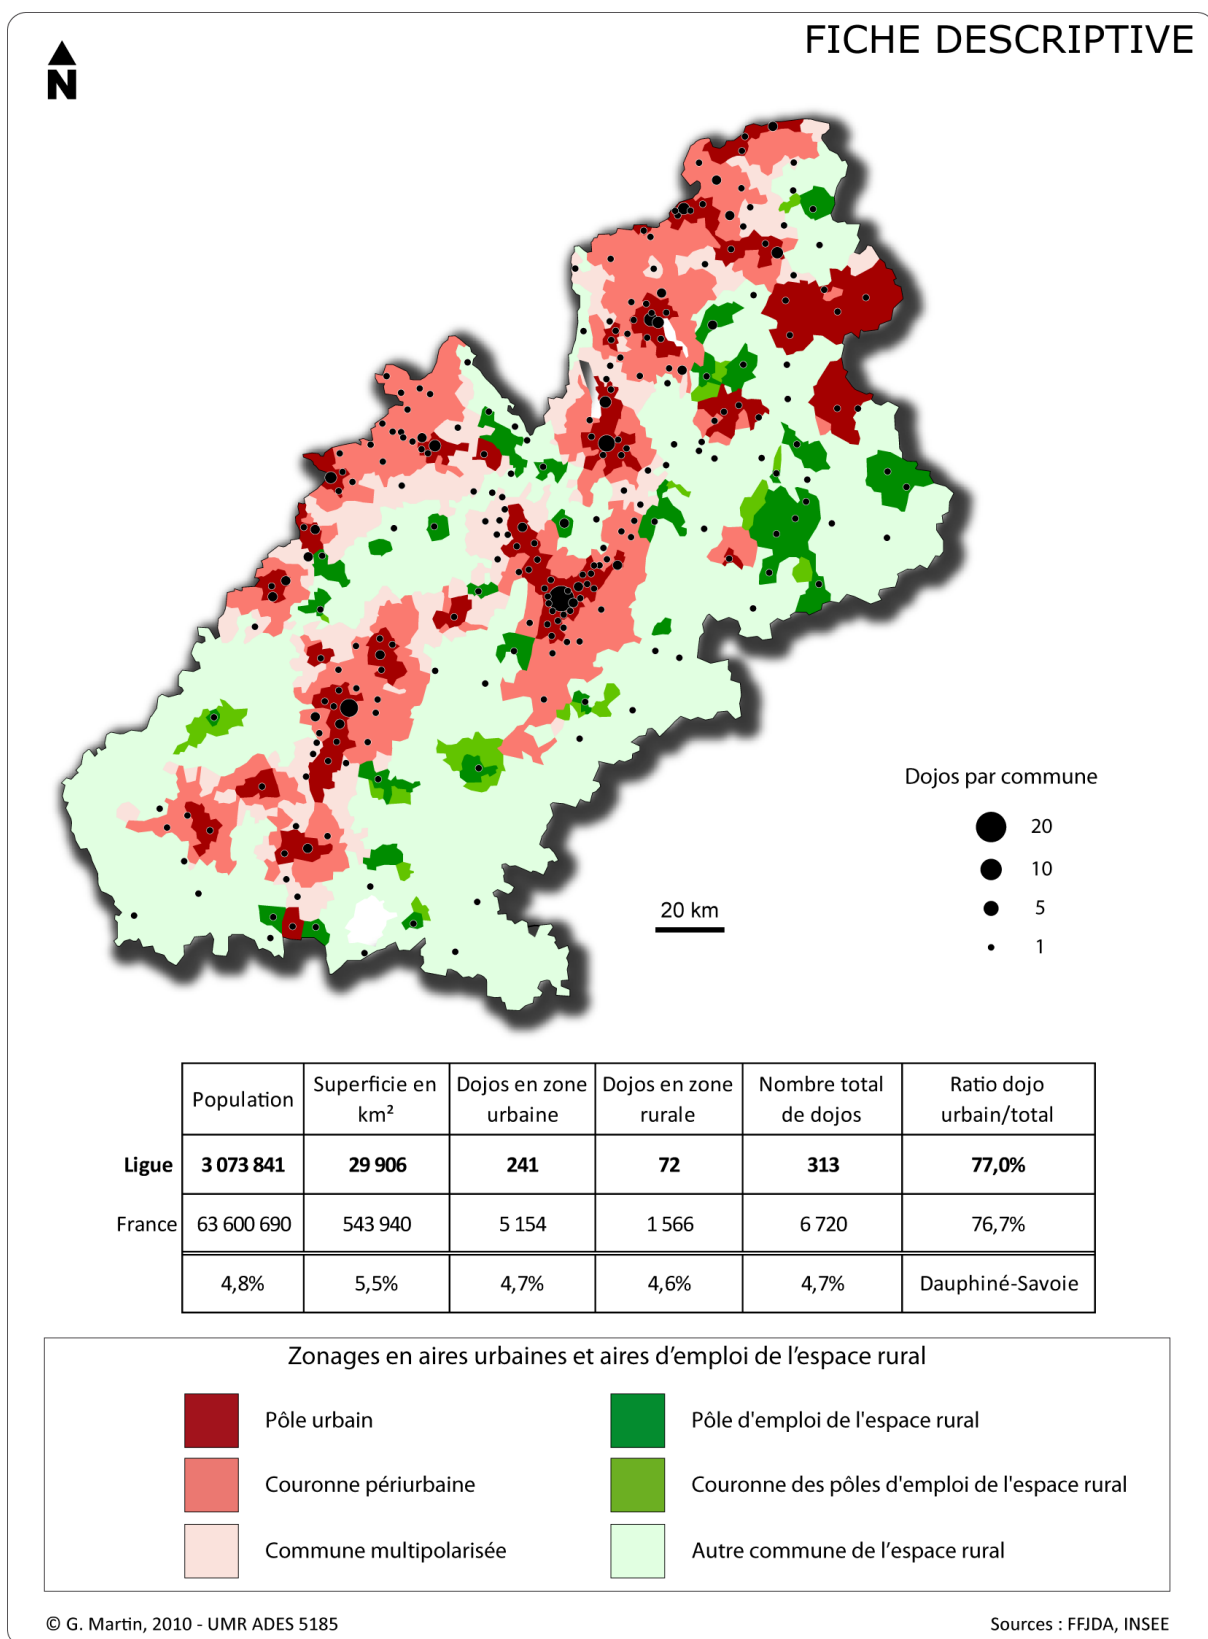 FICHE DESCRIPTIVE
N
Dojos par commune
20
10
5
1
20 km
Population
Superficie en km²
Dojos en zone urbaine
Dojos en zone rurale
Nombre total de dojos
Ratio dojo urbain/total
Ligue 3 073 841 29 906 241 72 313 77,0%
France 63 600 690 543 940 5 154 1 566 6 720 76,7%
4,8% 5,5% 4,7% 4,6% 4,7% Dauphiné-Savoie
Zonages en aires urbaines et aires d'emploi de l'espace rural
Pôle urbain
Couronne périurbaine
Commune multipolarisée
Pôle d'emploi de l'espace rural
Couronne des pôles d'emploi de l'espace rural
Autre commune de l'espace rural
© G. Martin, 2010 - UMR ADES 5185
Sources : FFJDA, INSEE